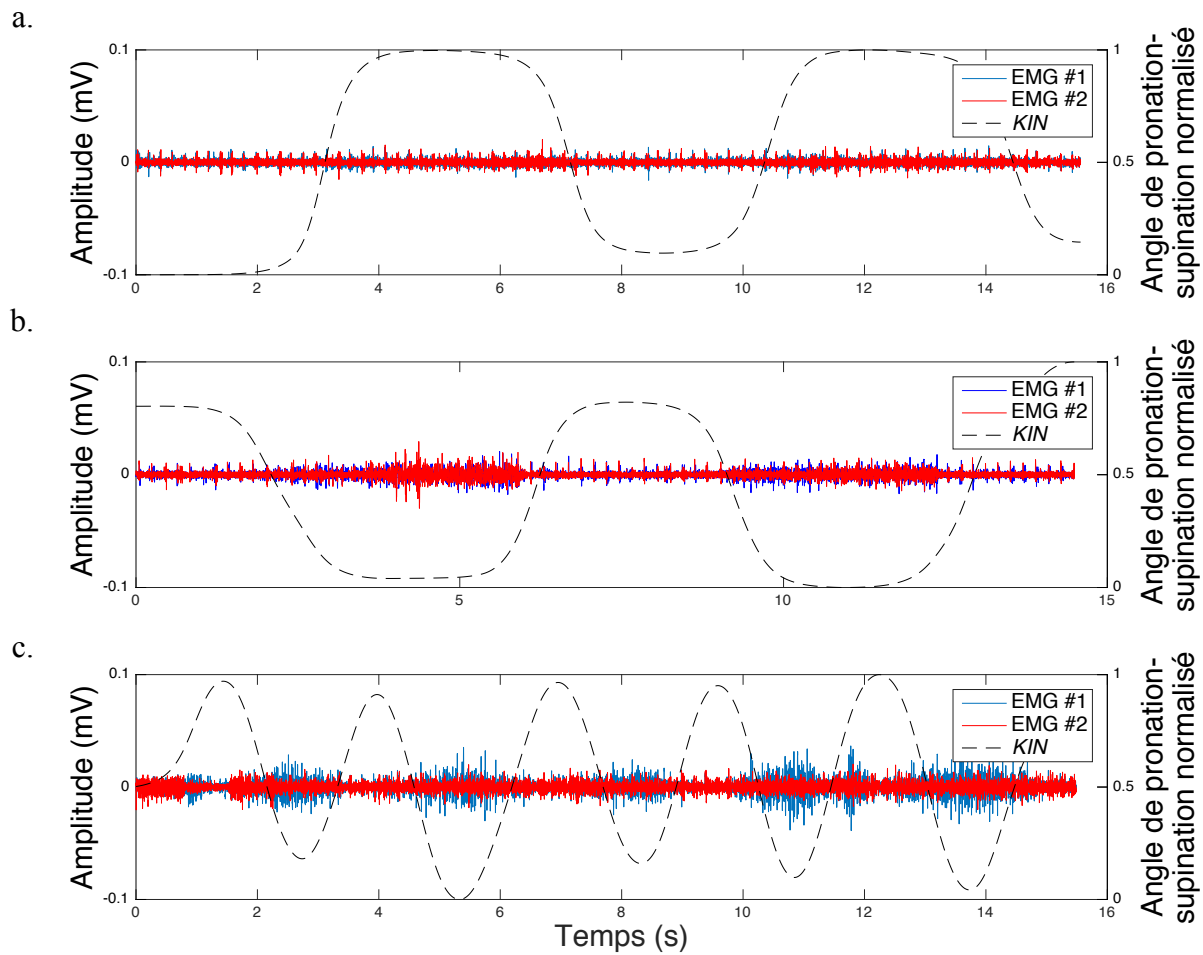 a.
Amplitude (mV)
0.1
0
-0.1
EMG #1
EMG #2
KIN
1
0.5
0
Angle de pronation-
supination normalisé
0 2 4 6 8 10 12 14 16
b.
Amplitude (mV)
0.1
0
-0.1
EMG #1
EMG #2
KIN
1
0.5
0
Angle de pronation-
supination normalisé
0 5 10 15
c.
Amplitude (mV)
0.1
0
-0.1
EMG #1
EMG #2
KIN
1
0.5
0
Angle de pronation-
supination normalisé
0 2 4 6 8 10 12 14 16
Temps (s)